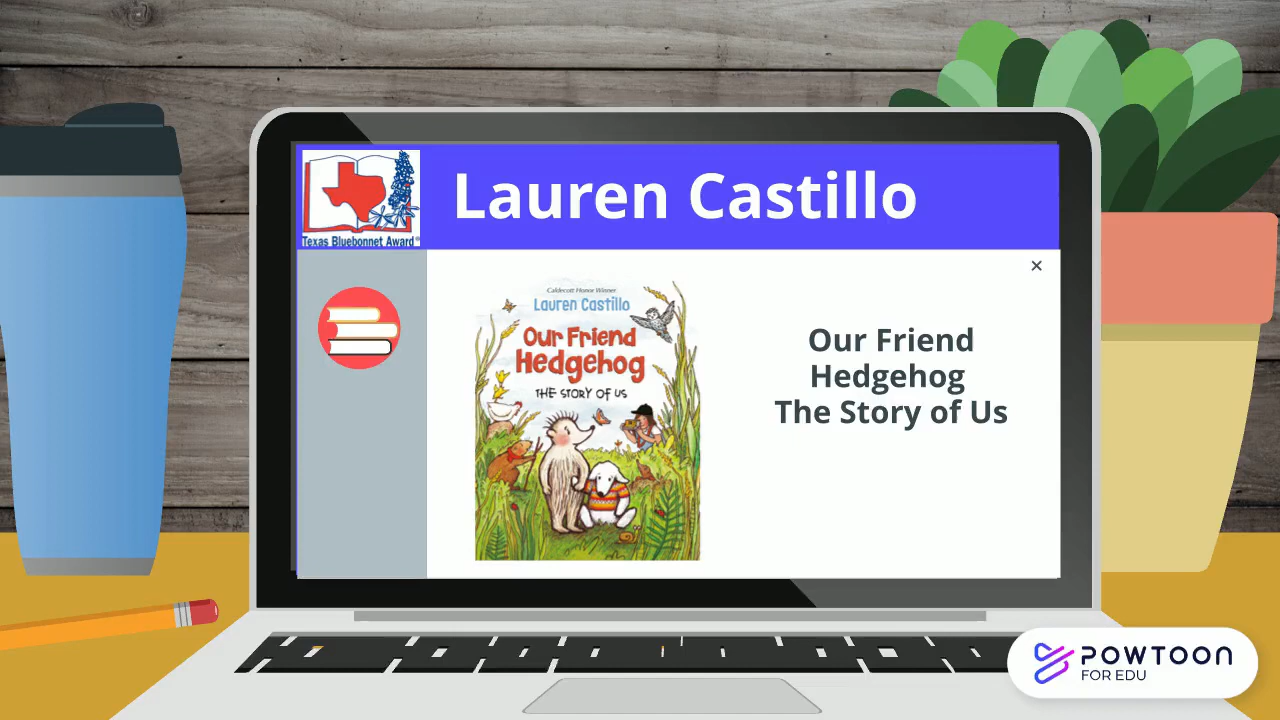 Texas Bluebonnet Award®
Lauren Castillo
Caldecott Honor Winner
Lauren Castillo
Our Friend
Hedgehog
THE STORY OF US
Our Friend
Hedgehog
The Story of Us
POWTOON
FOR EDU